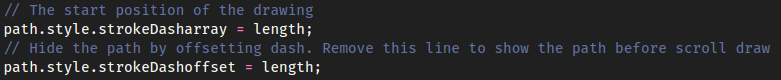 // The start position of the drawing
path.style.strokeDasharray = length;
// Hide the path by offsetting dash. Remove this line to show the path before scroll draw
path.style.strokeDashoffset = length;